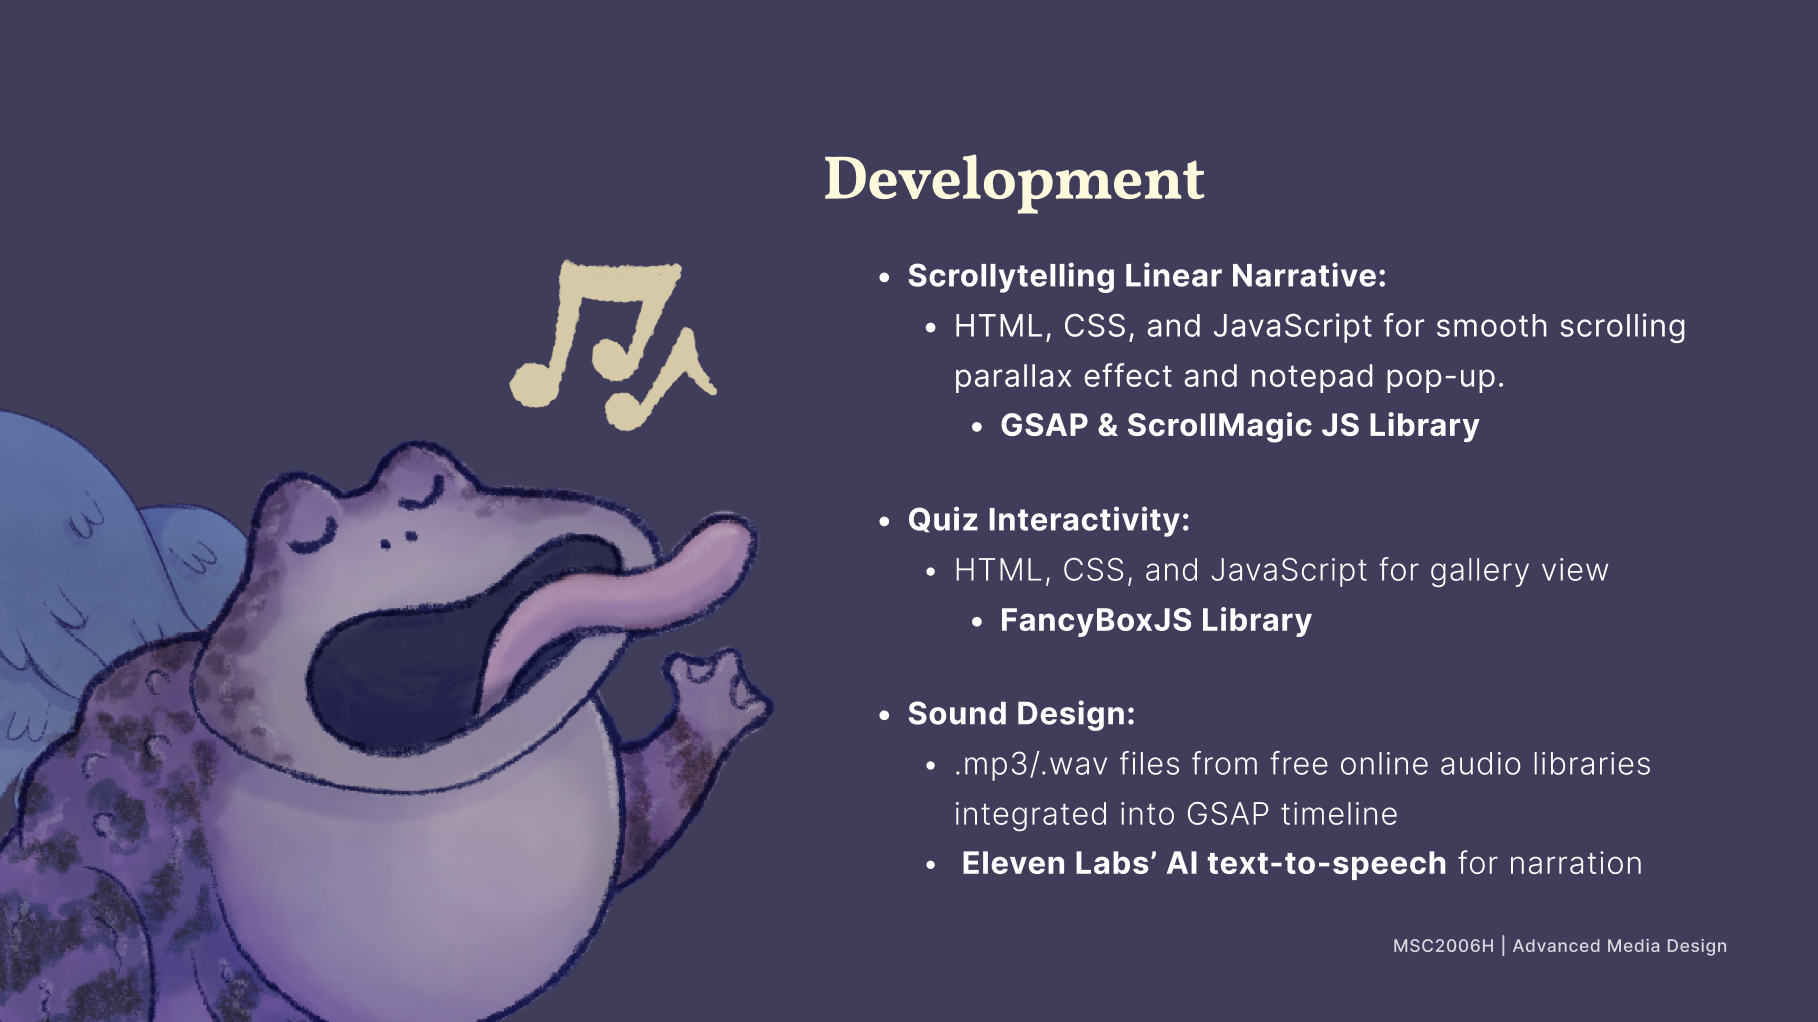 Development
• Scrollytelling Linear Narrative:
• HTML, CSS, and JavaScript for smooth scrolling
parallax effect and notepad pop-up.
• GSAP & ScrollMagic JS Library
• Quiz Interactivity:
• HTML, CSS, and JavaScript for gallery view
• FancyBoxJS Library
• Sound Design:
• .mp3/.wav files from free online audio libraries
integrated into GSAP timeline
• Eleven Labs’ AI text-to-speech for narration
MSC2006H | Advanced Media Design